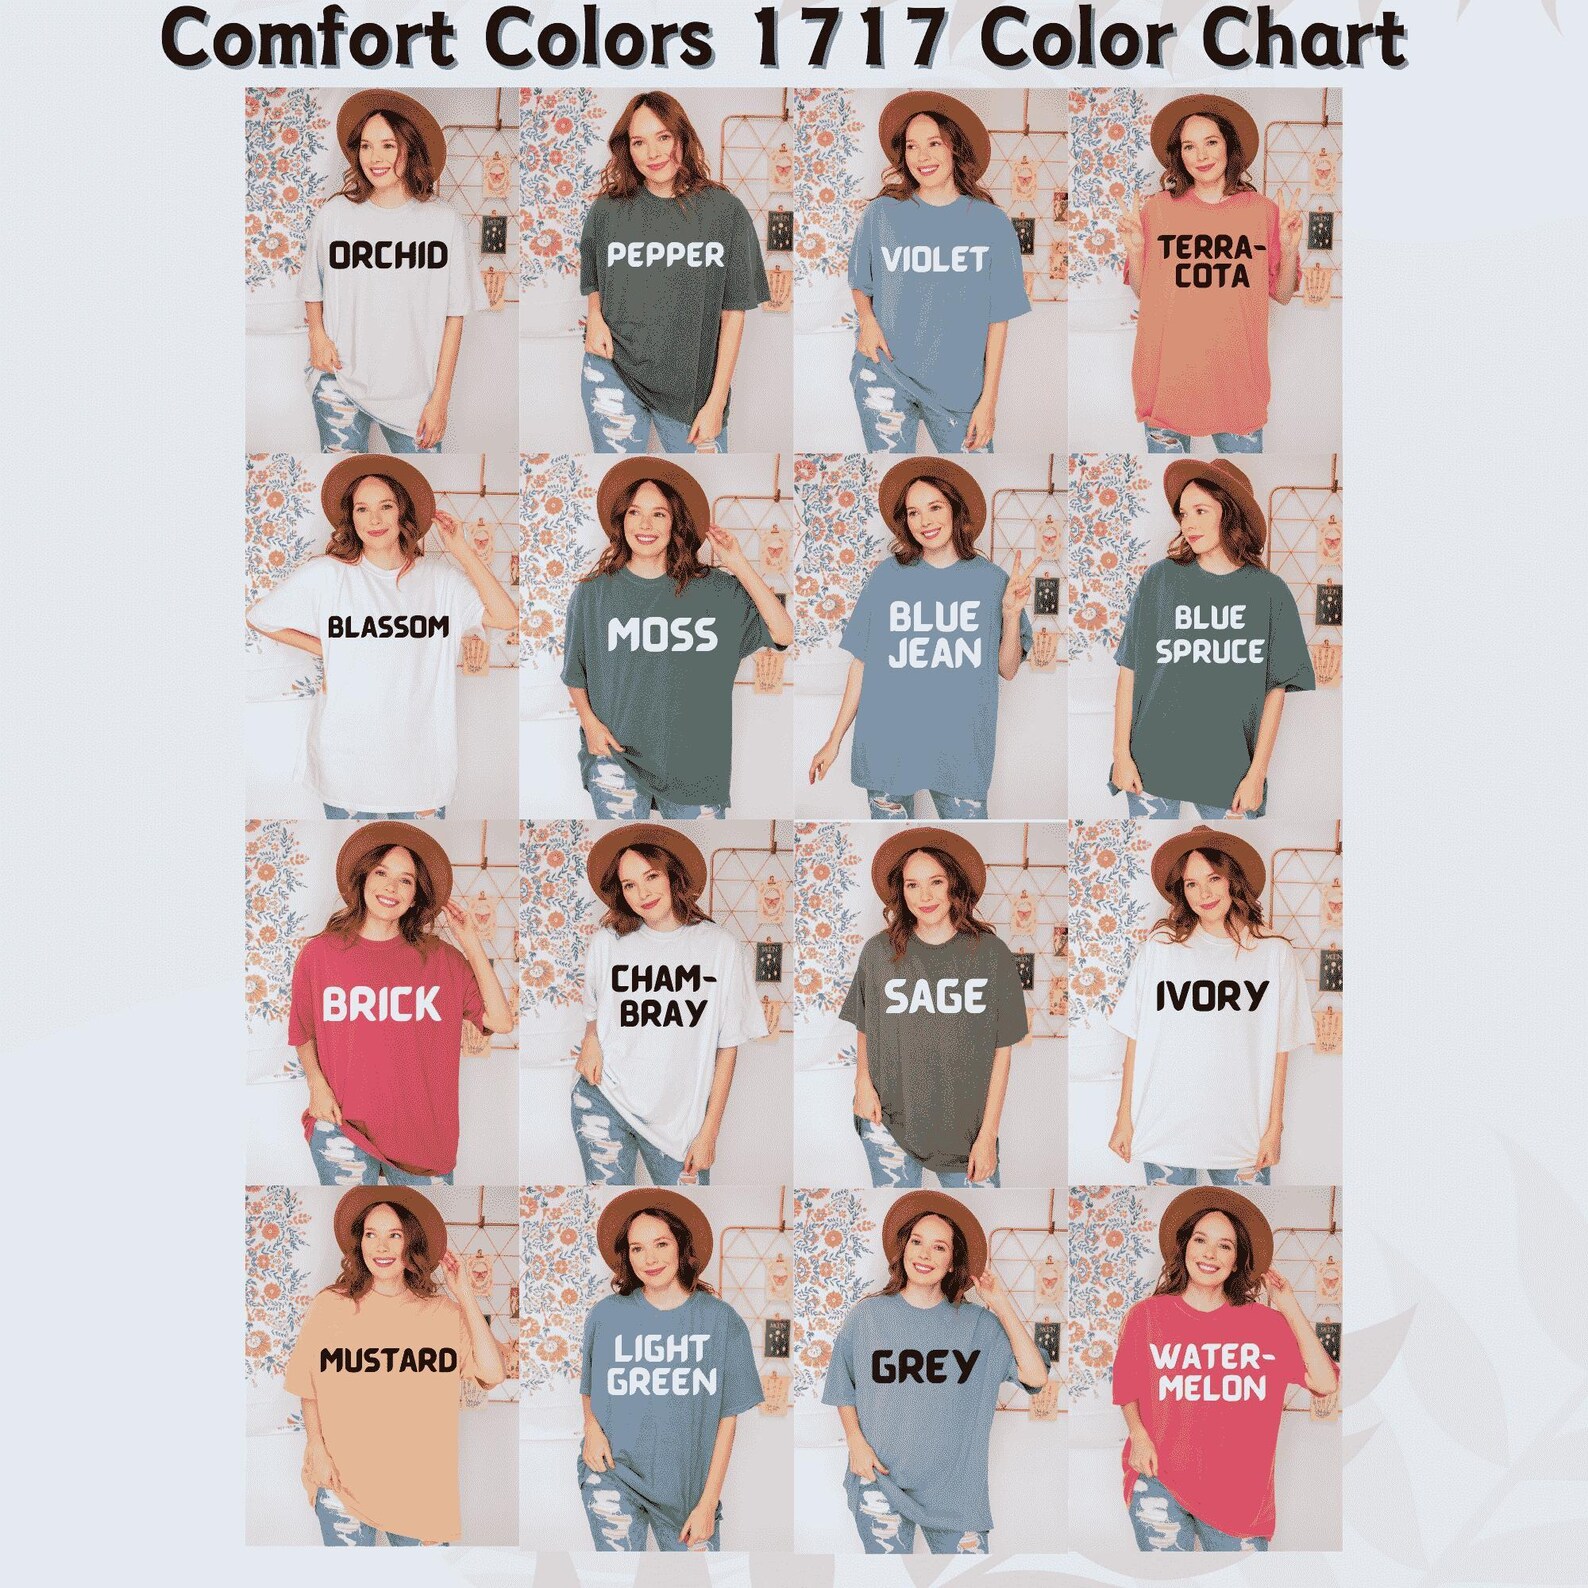 Comfort Colors 1717 Color Chart
ORCHID
PEPPER
VIOLET
TERRA-
COTA
BLASSOM
MOSS
BLUE
JEAN
BLUE
SPRUCE
BRICK
CHAM-
BRAY
SAGE
IVORY
MUSTARD
LIGHT
GREEN
GREY
WATER-
MELON